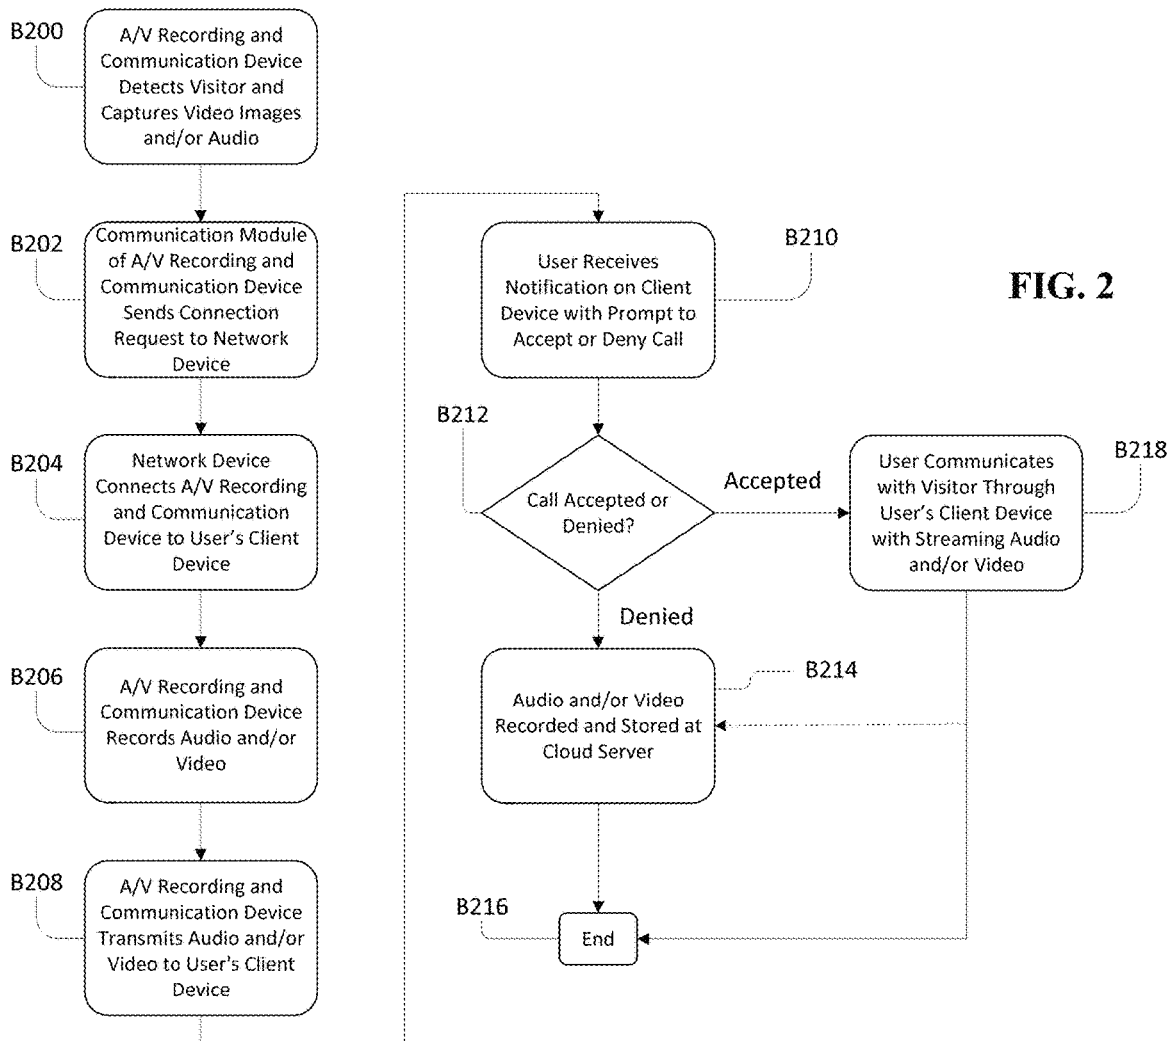 B200
A/V Recording and
Communication Device
Detects Visitor and
Captures Video Images
and/or Audio
B202
Communication Module
of A/V Recording and
Communication Device
Sends Connection
Request to Network
Device
B204
Network Device
Connects A/V Recording
and Communication
Device to User's Client
Device
B206
A/V Recording and
Communication Device
Records Audio and/or
Video
B208
A/V Recording and
Communication Device
Transmits Audio and/or
Video to User's Client
Device
B210
User Receives
Notification on Client
Device with Prompt to
Accept or Deny Call
FIG. 2
B212
Call Accepted or
Denied?
Accepted
B218
User Communicates
with Visitor Through
User's Client Device
with Streaming Audio
and/or Video
Denied
B214
Audio and/or Video
Recorded and Stored at
Cloud Server
B216
End